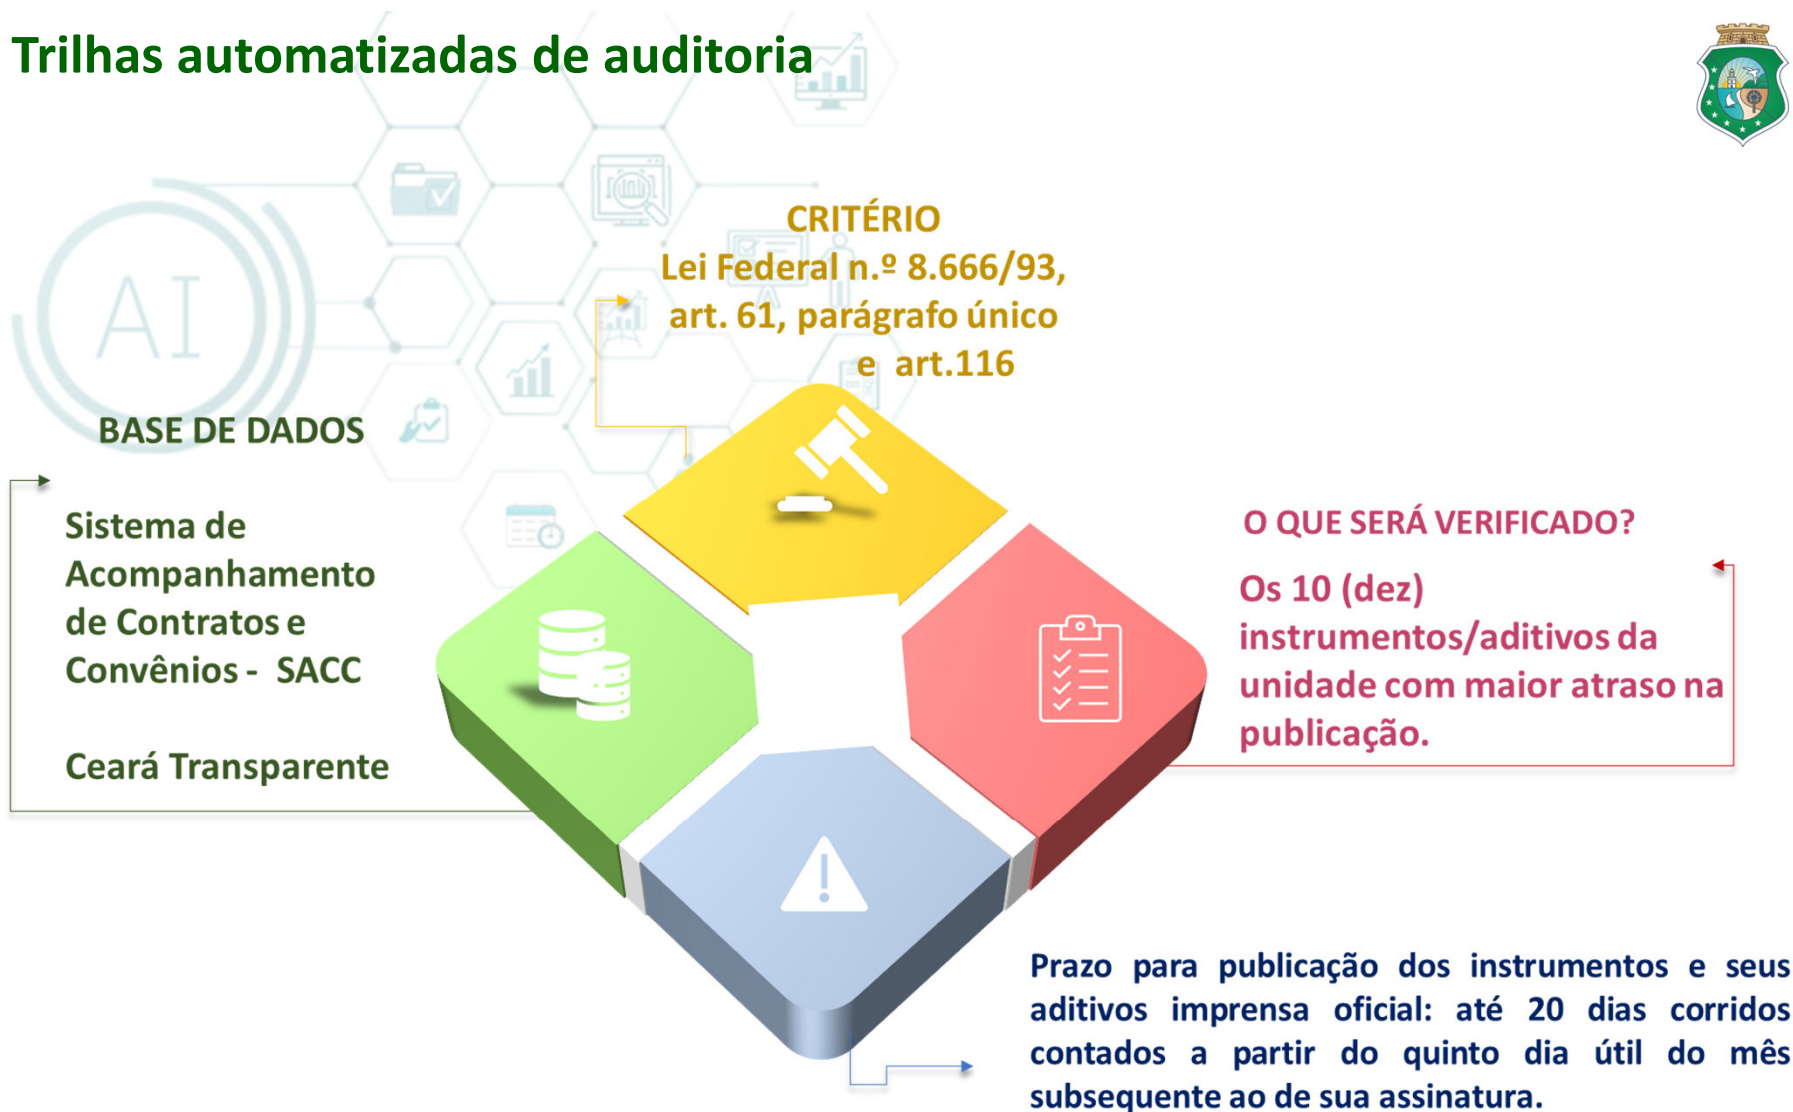 Trilhas automatizadas de auditoria
AI
CRITÉRIO
Lei Federal n.º 8.666/93,
art. 61, parágrafo único
e art.116
BASE DE DADOS
Sistema de
Acompanhamento
de Contratos e
Convênios - SACC
Ceará Transparente
O QUE SERÁ VERIFICADO?
Os 10 (dez)
instrumentos/aditivos da
unidade com maior atraso na
publicação.
Prazo para publicação dos instrumentos e seus
aditivos imprensa oficial: até 20 dias corridos
contados a partir do quinto dia útil do mês
subsequente ao de sua assinatura.